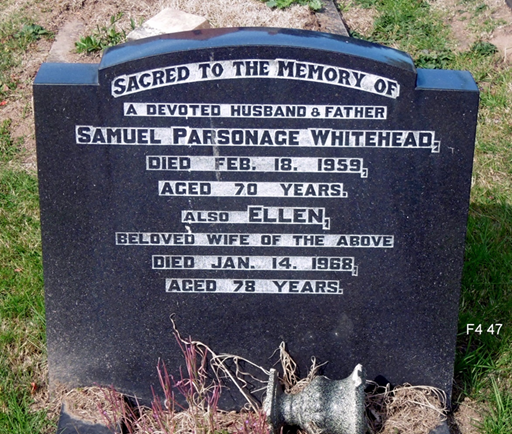 SACRED TO THE MEMORY OF
A DEVOTED HUSBAND & FATHER
SAMUEL PARSONAGE WHITEHEAD,
DIED FEB. 18. 1959,
AGED 70 YEARS.
ALSO ELLEN,
BELOVED WIFE OF THE ABOVE
DIED JAN. 14. 1968,
AGED 78 YEARS.
F4 47